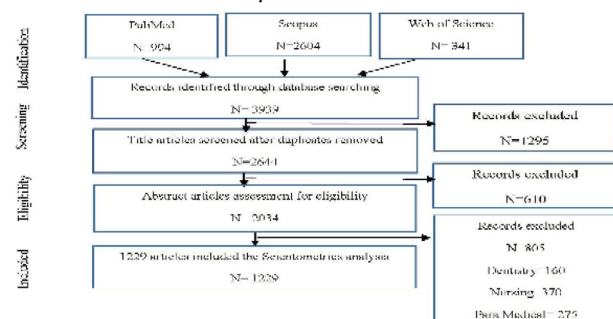 PubMed
N=994
Scopus
N=2604
Web of Science
N=341
Identification
Records identified through database searching
N=3939
Screening
Records excluded
N=1295
Title articles screened after duplicates removed
N=2644
Eligibility
Records excluded
N=610
Abstract articles assessment for eligibility
N=2034
Included
1229 articles included the Scientometrics analysis
N=1229
Records excluded
N=805
Dentistry=160
Nursing=370
Para Medical=275